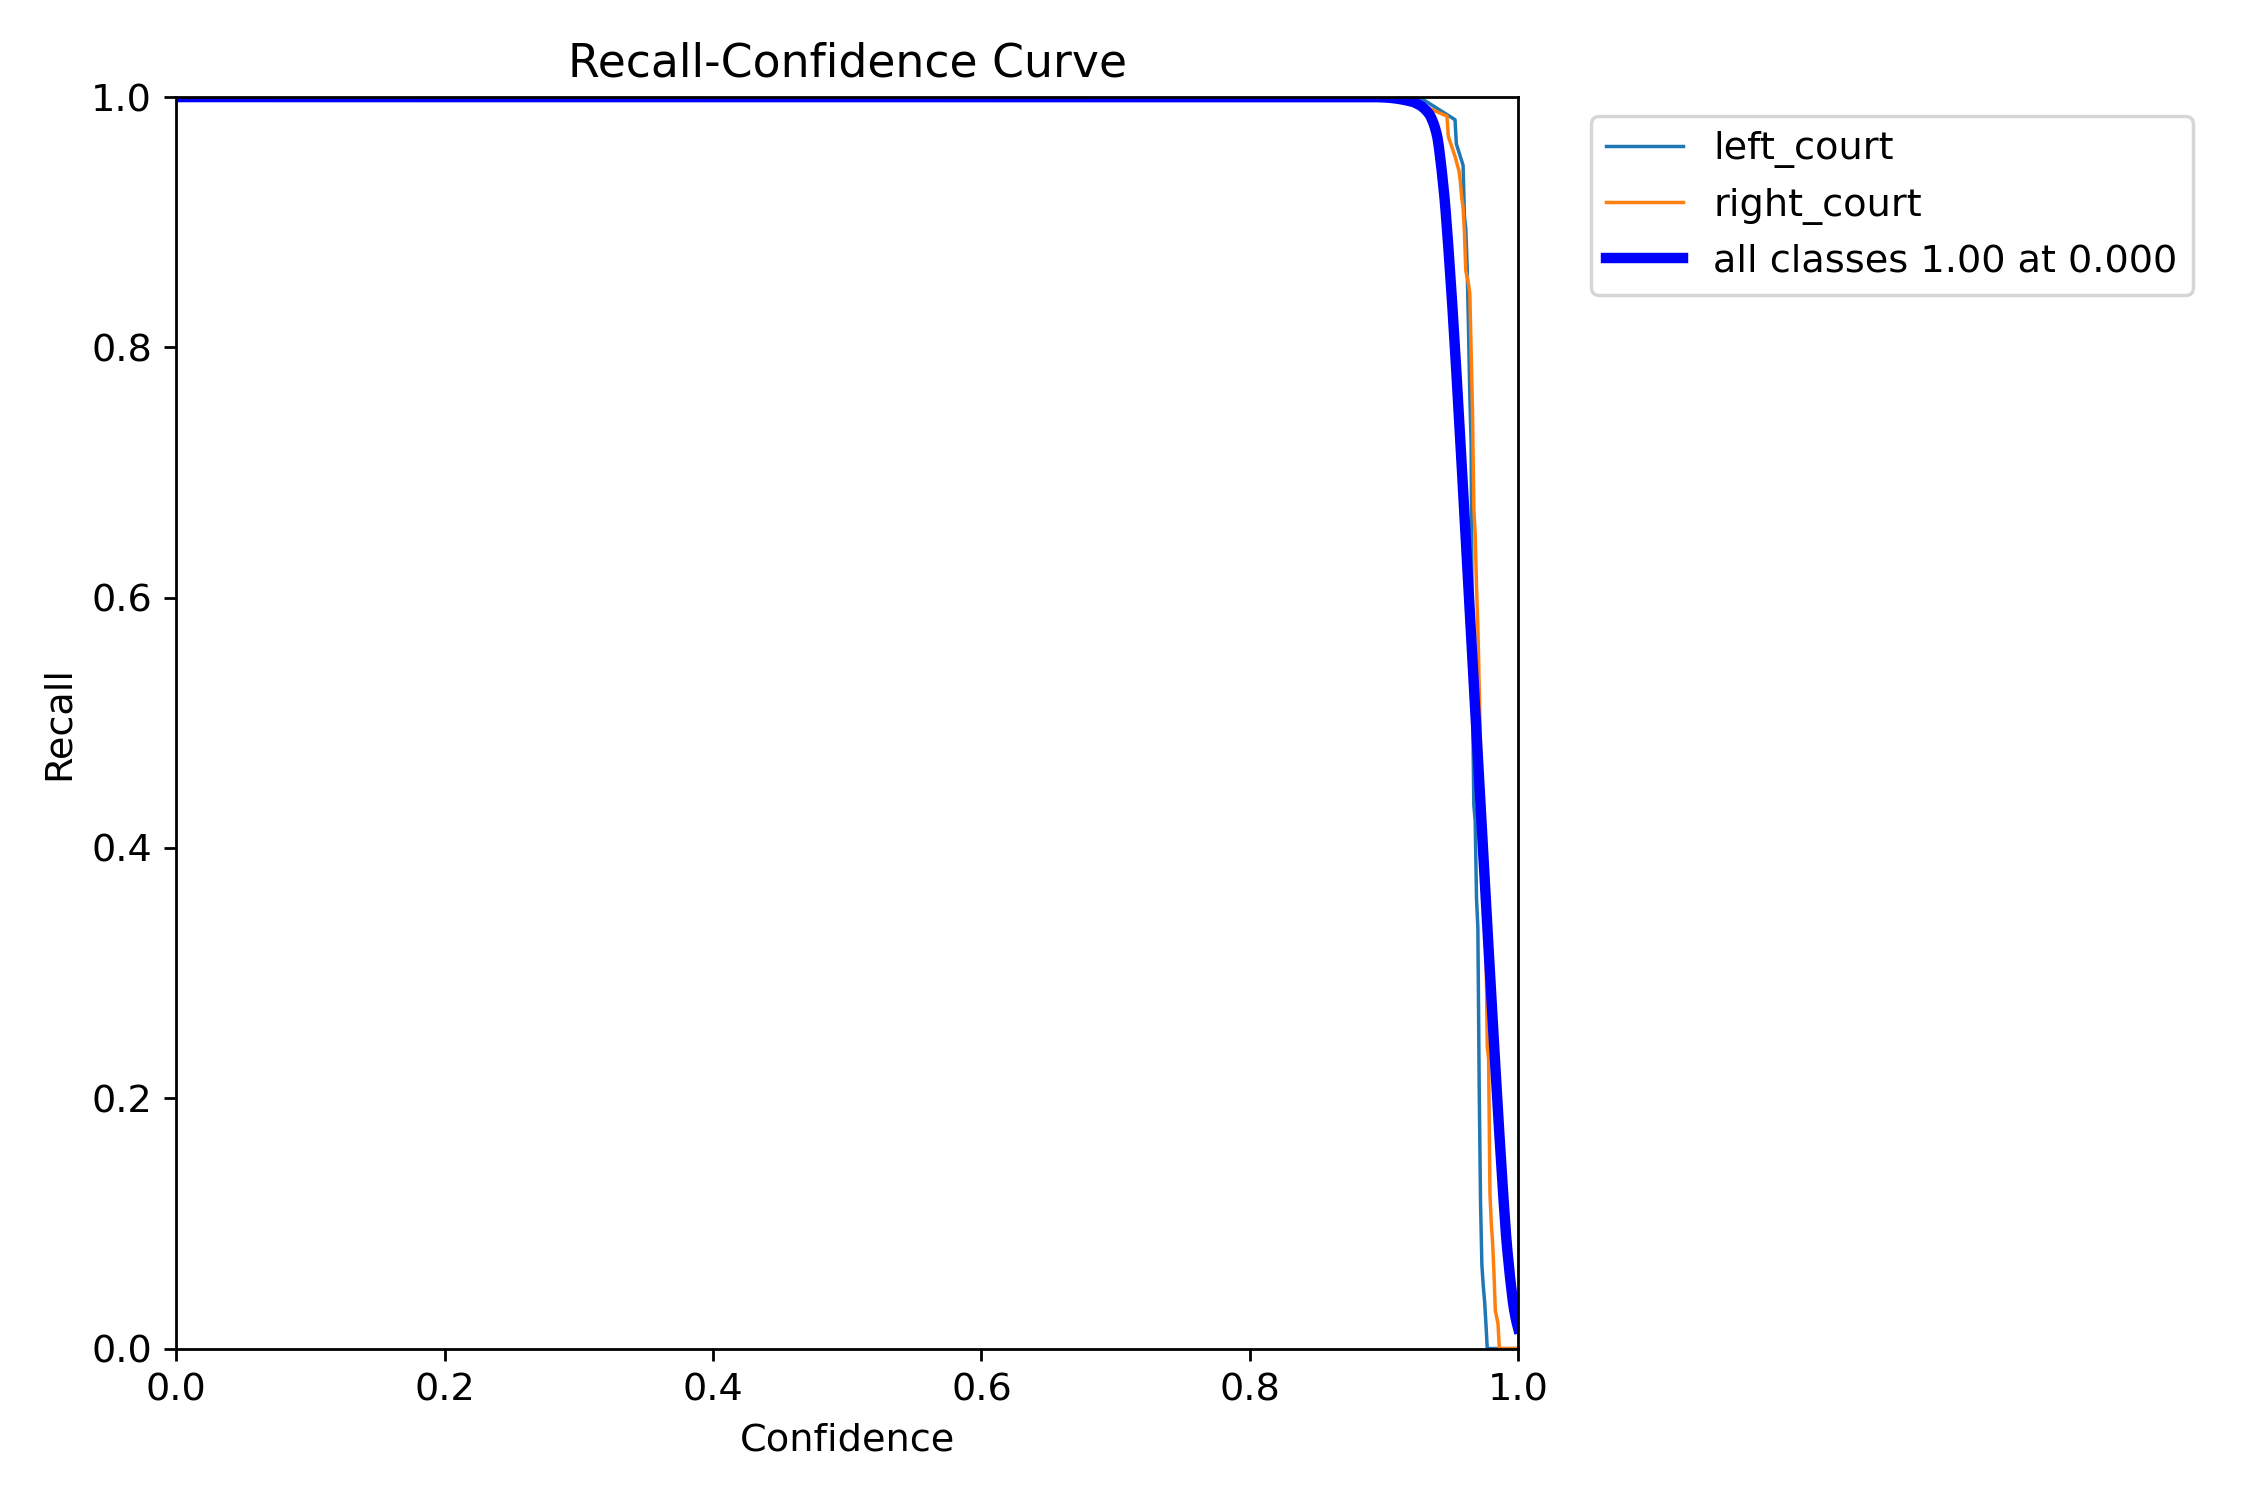 Recall-Confidence Curve
1.0
0.8
0.6
0.4
0.2
0.0
Recall
0.0 0.2 0.4 0.6 0.8 1.0
Confidence
left_court
right_court
all classes 1.00 at 0.000